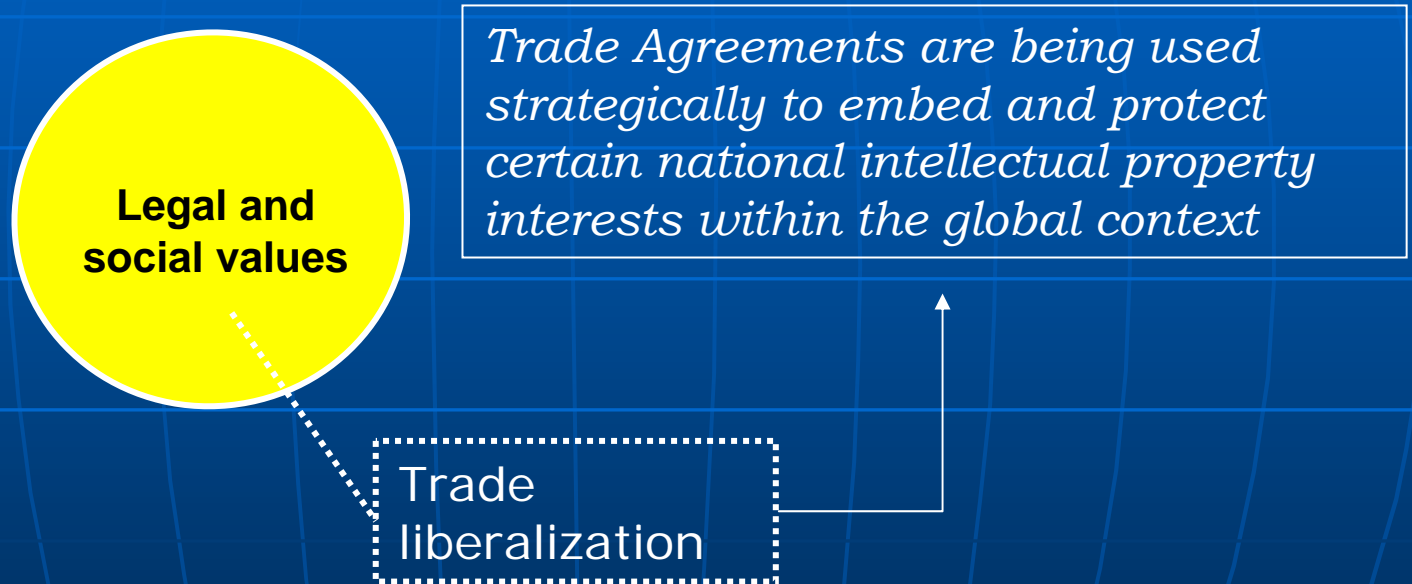 Legal and
social values
Trade Agreements are being used
strategically to embed and protect
certain national intellectual property
interests within the global context
Trade
liberalization